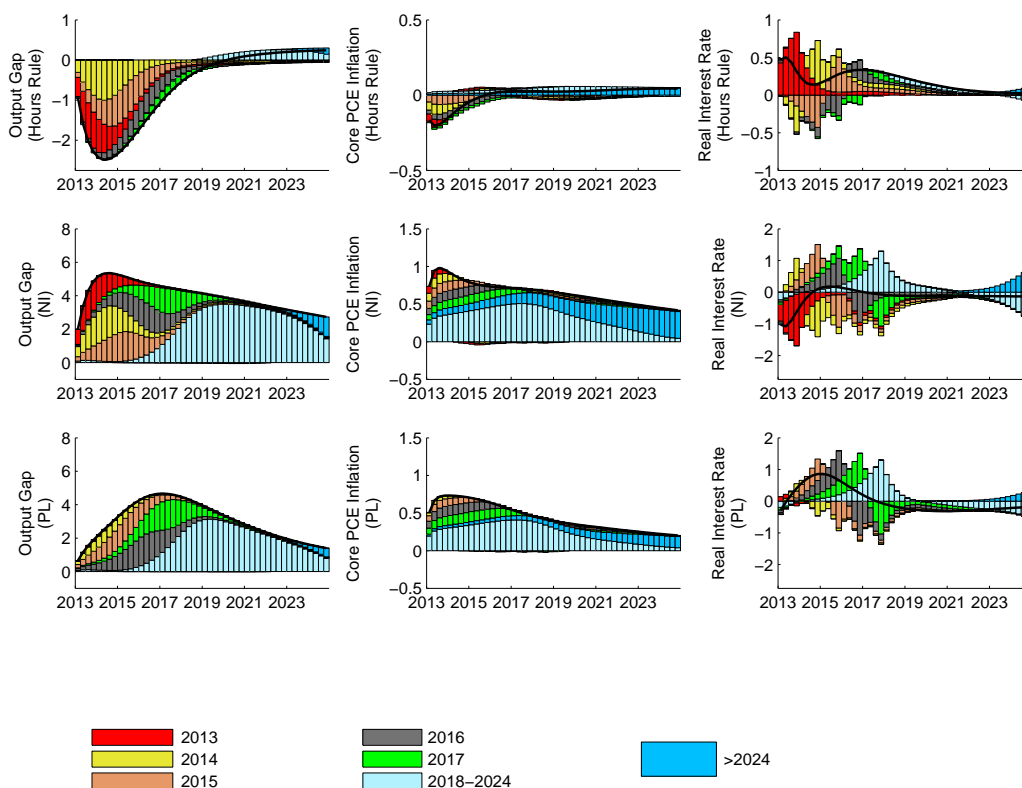 Output Gap
(Hours Rule)
1
0
−1
−2
2013 2015 2017 2019 2021 2023
Core PCE Inflation
(Hours Rule)
0.5
0
−0.5
2013 2015 2017 2019 2021 2023
Real Interest Rate
(Hours Rule)
1
0.5
0
−0.5
−1
2013 2015 2017 2019 2021 2023
Output Gap
(NI)
8
6
4
2
0
2013 2015 2017 2019 2021 2023
Core PCE Inflation
(NI)
1.5
1
0.5
0
−0.5
2013 2015 2017 2019 2021 2023
Real Interest Rate
(NI)
2
1
0
−1
−2
2013 2015 2017 2019 2021 2023
Output Gap
(PL)
8
6
4
2
0
2013 2015 2017 2019 2021 2023
Core PCE Inflation
(PL)
1.5
1
0.5
0
−0.5
2013 2015 2017 2019 2021 2023
Real Interest Rate
(PL)
2
1
0
−1
−2
2013 2015 2017 2019 2021 2023
2013
2014
2015
2016
2017
2018−2024
>2024